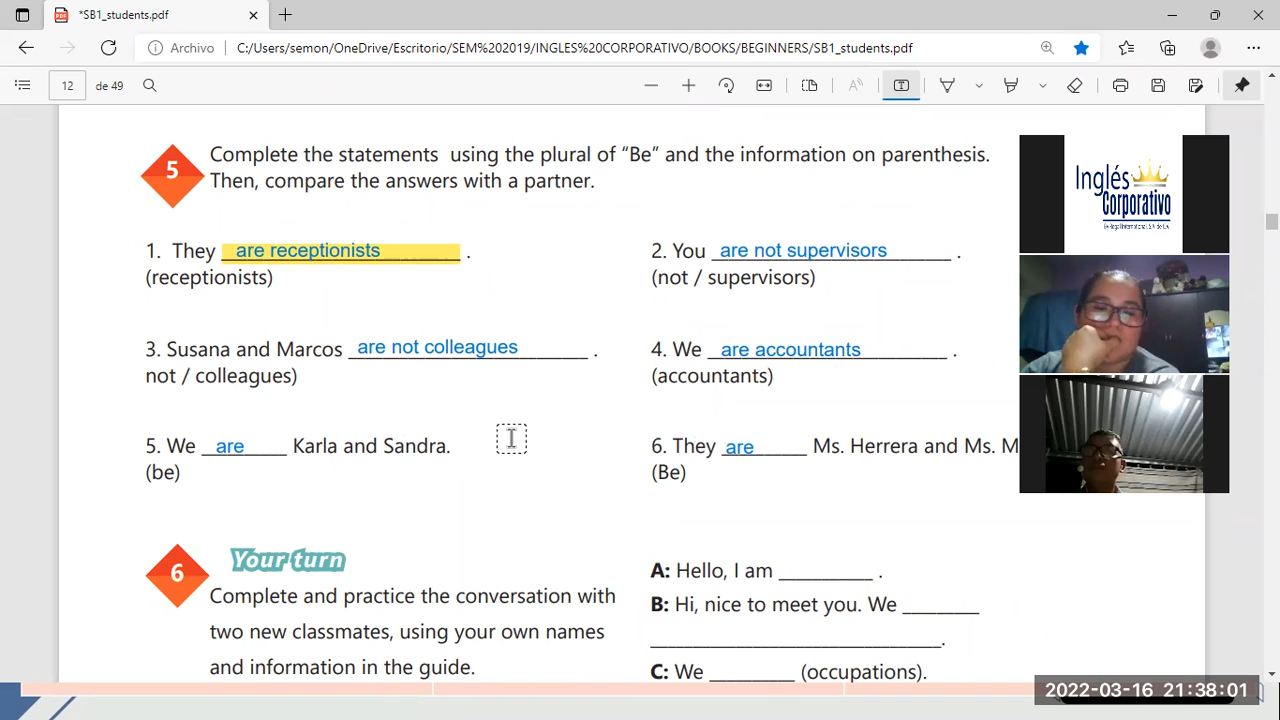 *SB1_students.pdf
Archivo
C:/Users/semon/OneDrive/Escritorio/SEM%202019/INGLES%20CORPORATIVO/BOOKS/BEGINNERS/SB1_students.pdf
12
de 49
5
Complete the statements using the plural of “Be” and the information on parenthesis.
Then, compare the answers with a partner.
1. They are receptionists .
(receptionists)
2. You are not supervisors .
(not / supervisors)
3. Susana and Marcos are not colleagues .
not / colleagues)
4. We are accountants .
(accountants)
5. We are Karla and Sandra.
(be)
6. They are Ms. Herrera and Ms. M
(Be)
6
Your turn
Complete and practice the conversation with
two new classmates, using your own names
and information in the guide.
A: Hello, I am __________ .
B: Hi, nice to meet you. We _________
__________________________________.
C: We __________ (occupations).
Inglés
Corporativo
2022-03-16 21:38:01